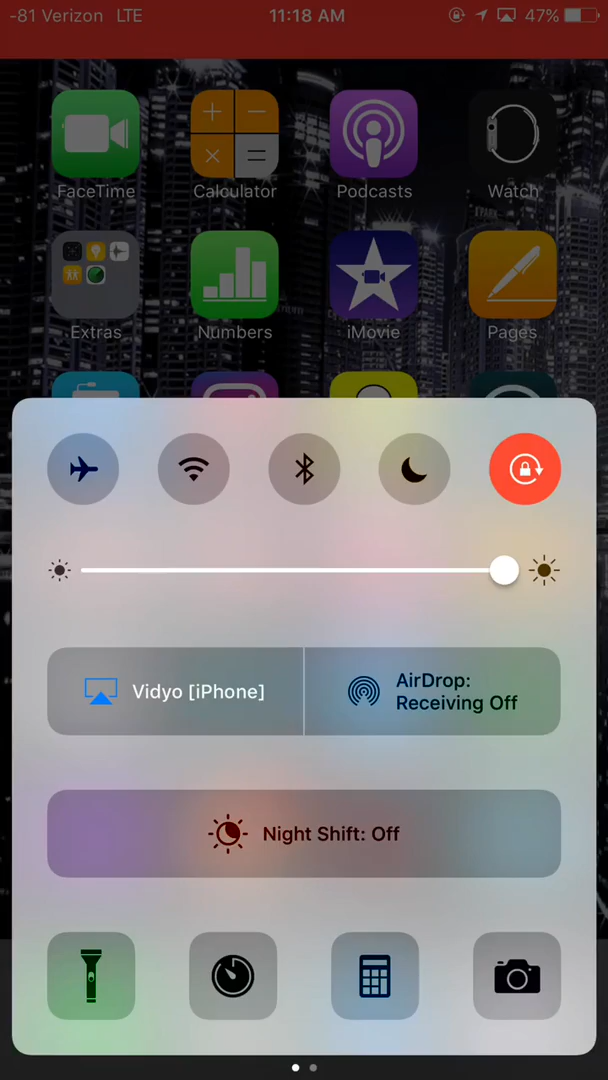 -81 Verizon LTE 11:18 AM 47%
FaceTime Calculator Podcasts Watch
Extras Numbers iMovie Pages
Vidyo [iPhone]
AirDrop:
Receiving Off
Night Shift: Off